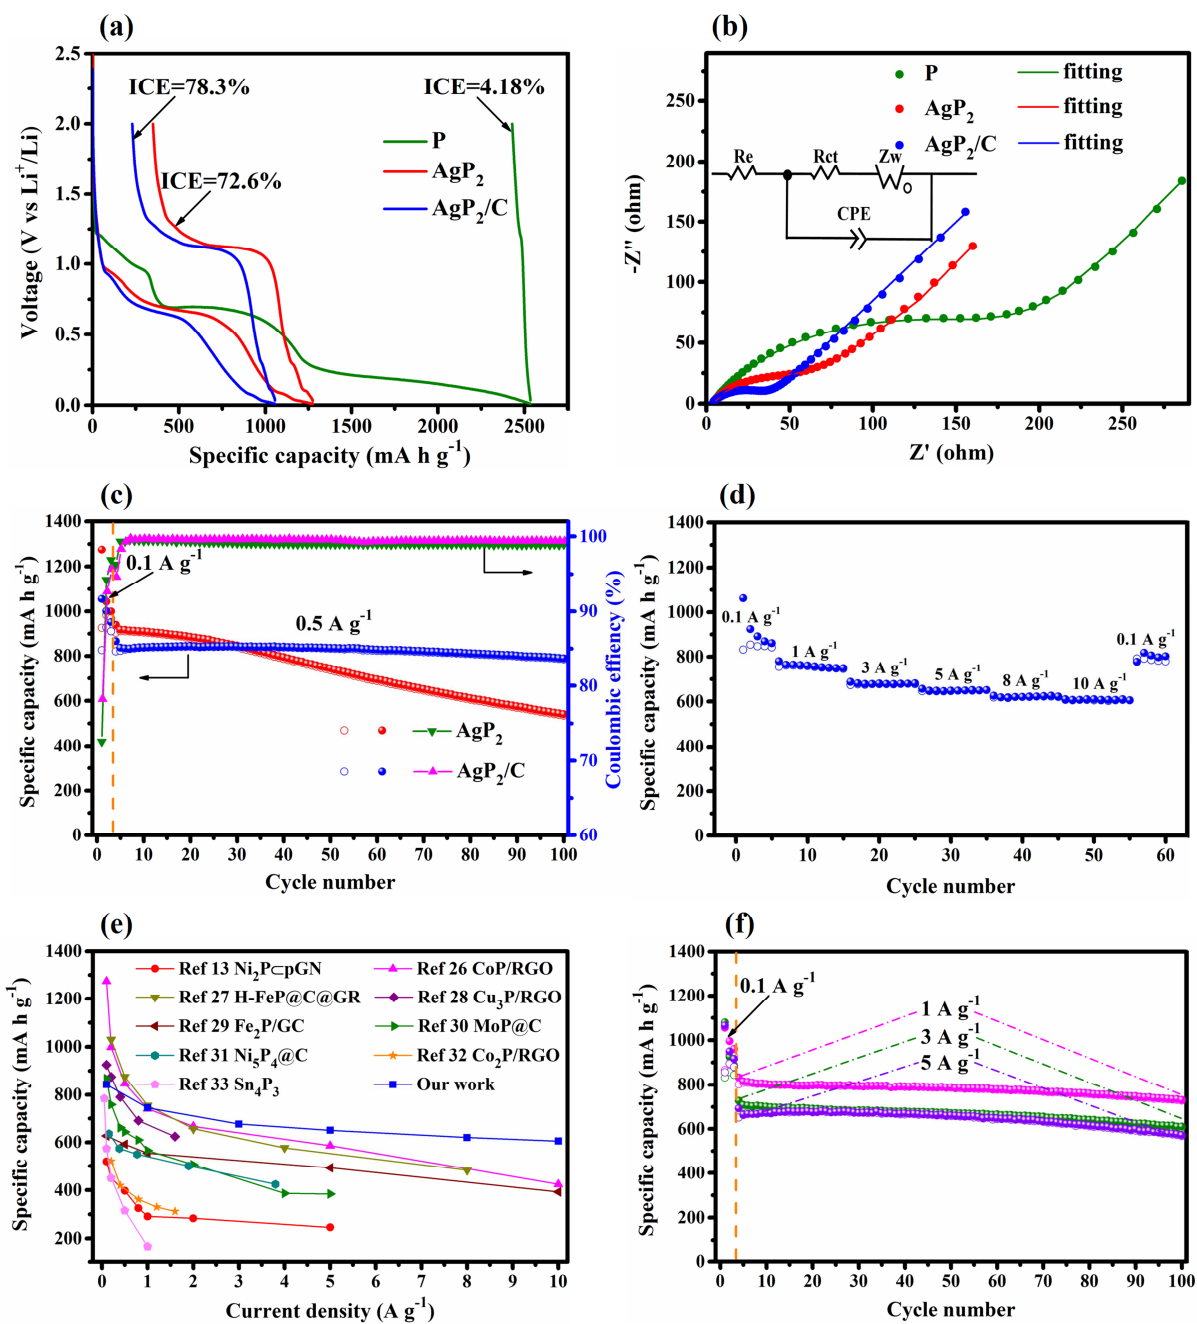 (a)
2.5
2.0
1.5
1.0
0.5
0.0
Voltage (V vs Li+/Li)
ICE=78.3%
ICE=4.18%
ICE=72.6%
P
AgP2
AgP2/C
0
500
1000
1500
2000
2500
Specific capacity (mA h g-1)
(b)
250
200
150
100
50
0
-Z'' (ohm)
P
fitting
AgP2
fitting
AgP2/C
fitting
Re
Rct
Zw
O
CPE
0
50
100
150
200
250
Z' (ohm)
(c)
1400
1200
1000
800
600
400
200
0
Specific capacity (mA h g-1)
0.1 A g-1
0.5 A g-1
AgP2
AgP2/C
100
90
80
70
60
Coulombic effiency (%)
0
10
20
30
40
50
60
70
80
90
100
Cycle number
(d)
1400
1200
1000
800
600
400
200
0
Specific capacity (mA h g-1)
0.1 A g-1
1 A g-1
3 A g-1
5 A g-1
8 A g-1
10 A g-1
0.1 A g-1
0
10
20
30
40
50
60
Cycle number
(e)
1400
1200
1000
800
600
400
200
Specific capacity (mA h g-1)
Ref 13 Ni2P⊂pGN
Ref 26 CoP/RGO
Ref 27 H-FeP@C@GR
Ref 28 Cu3P/RGO
Ref 29 Fe2P/GC
Ref 30 MoP@C
Ref 31 Ni5P4@C
Ref 32 Co2P/RGO
Ref 33 Sn4P3
Our work
0
1
2
3
4
5
6
7
8
9
10
Current density (A g-1)
(f)
1400
1200
1000
800
600
400
200
0
Specific capacity (mA h g-1)
0.1 A g-1
1 A g-1
3 A g-1
5 A g-1
0
10
20
30
40
50
60
70
80
90
100
Cycle number